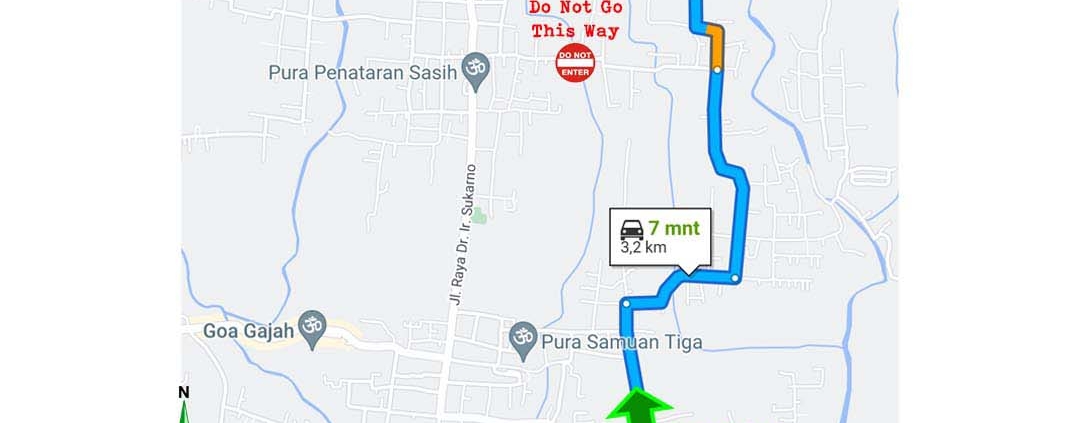 Do Not Go
This Way
DO NOT
ENTER
Pura Penataran Sasih
Jl. Raya Dr. Ir. Sukarno
7 mnt
3,2 km
Goa Gajah
Pura Samuan Tiga
N